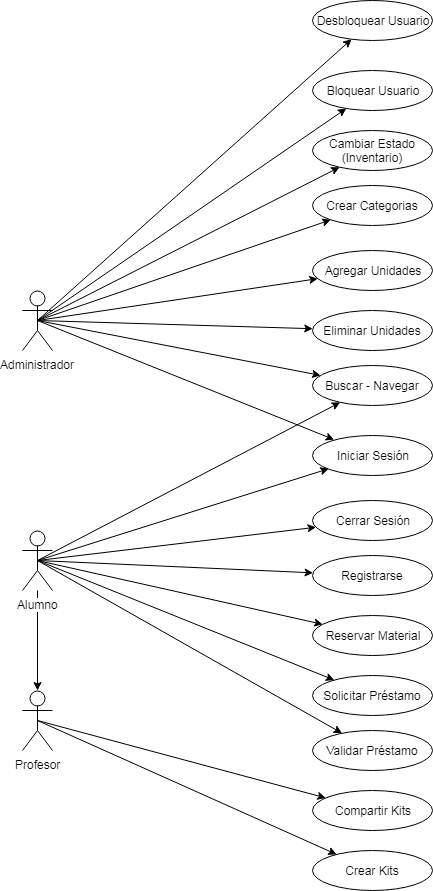 Desbloquear Usuario
Bloquear Usuario
Cambiar Estado
(Inventario)
Crear Categorias
Agregar Unidades
Administrador
Eliminar Unidades
Buscar - Navegar
Iniciar Sesión
Cerrar Sesión
Registrarse
Alumno
Reservar Material
Solicitar Préstamo
Validar Préstamo
Profesor
Compartir Kits
Crear Kits